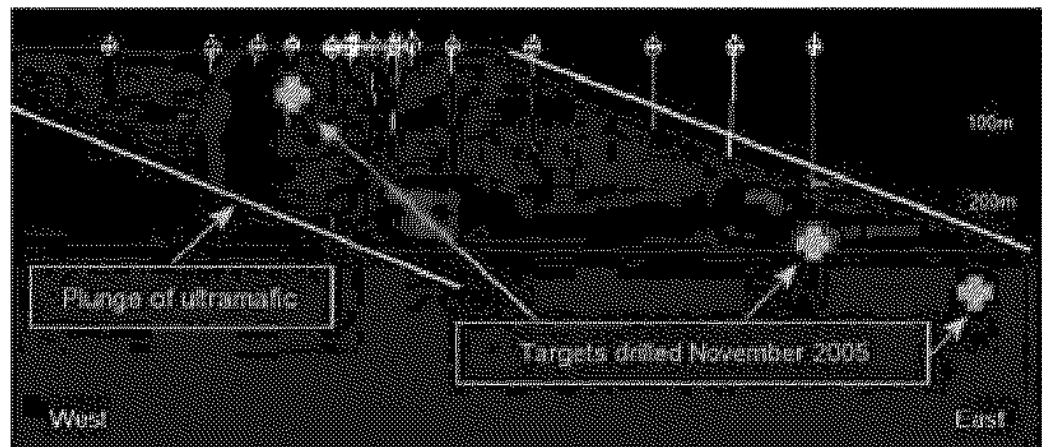 100m
200m
Plunge of ultramafic
Targets drilled November 2005
West
East